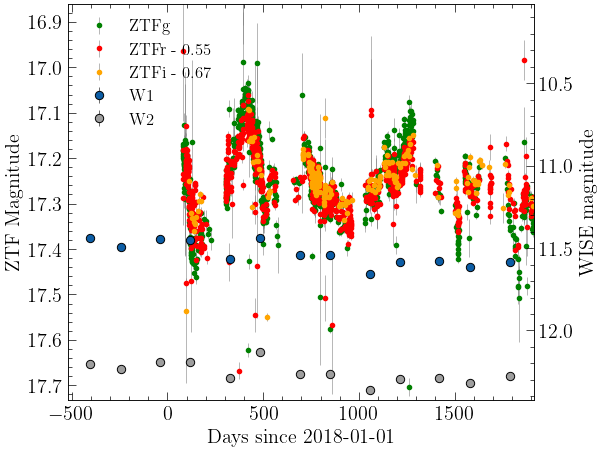 16.9
17.0
17.1
17.2
17.3
17.4
17.5
17.6
17.7
ZTF Magnitude
ZTFg
ZTFr - 0.55
ZTFi - 0.67
W1
W2
10.5
11.0
11.5
12.0
WISE magnitude
−500
0
500
1000
1500
Days since 2018-01-01